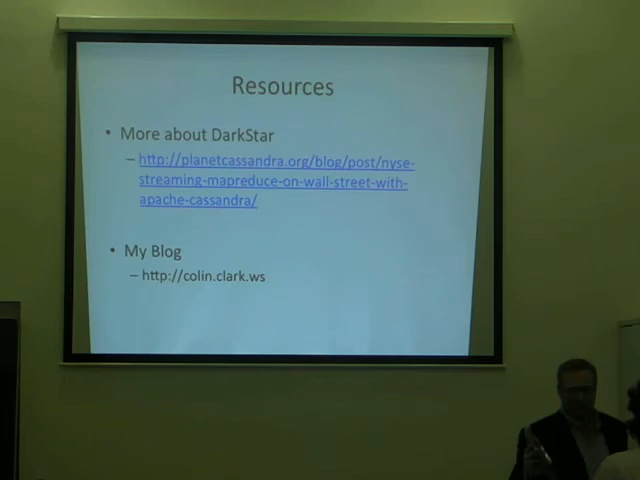 Resources
• More about DarkStar
– http://planetcassandra.org/blog/post/nyse-
streaming-mapreduce-on-wall-street-with-
apache-cassandra/
• My Blog
– http://colin.clark.ws